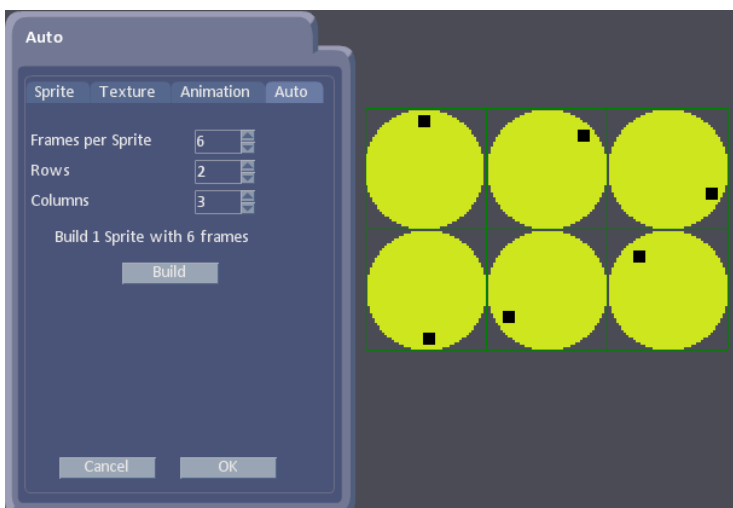 Auto
Sprite Texture Animation Auto
Frames per Sprite 6
Rows 2
Columns 3
Build 1 Sprite with 6 frames
Build
Cancel OK